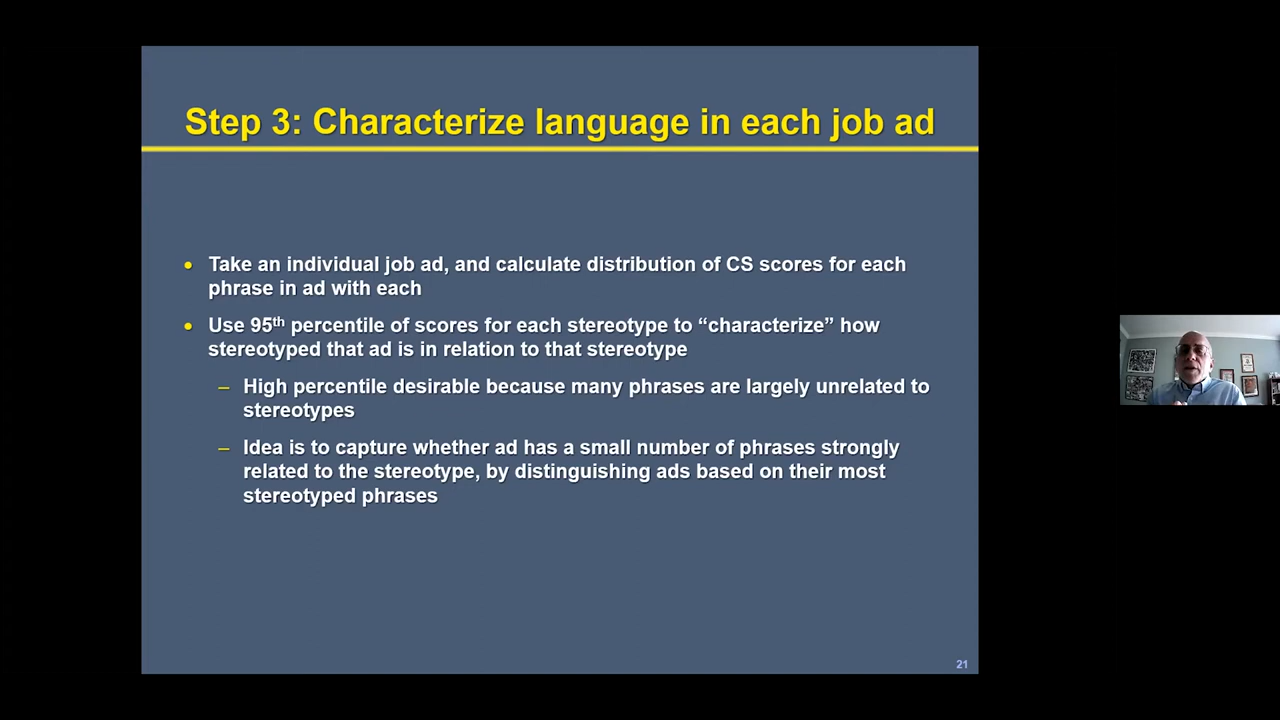 Step 3: Characterize language in each job ad
• Take an individual job ad, and calculate distribution of CS scores for each
phrase in ad with each
• Use 95th percentile of scores for each stereotype to “characterize” how
stereotyped that ad is in relation to that stereotype
– High percentile desirable because many phrases are largely unrelated to
stereotypes
– Idea is to capture whether ad has a small number of phrases strongly
related to the stereotype, by distinguishing ads based on their most
stereotyped phrases
21